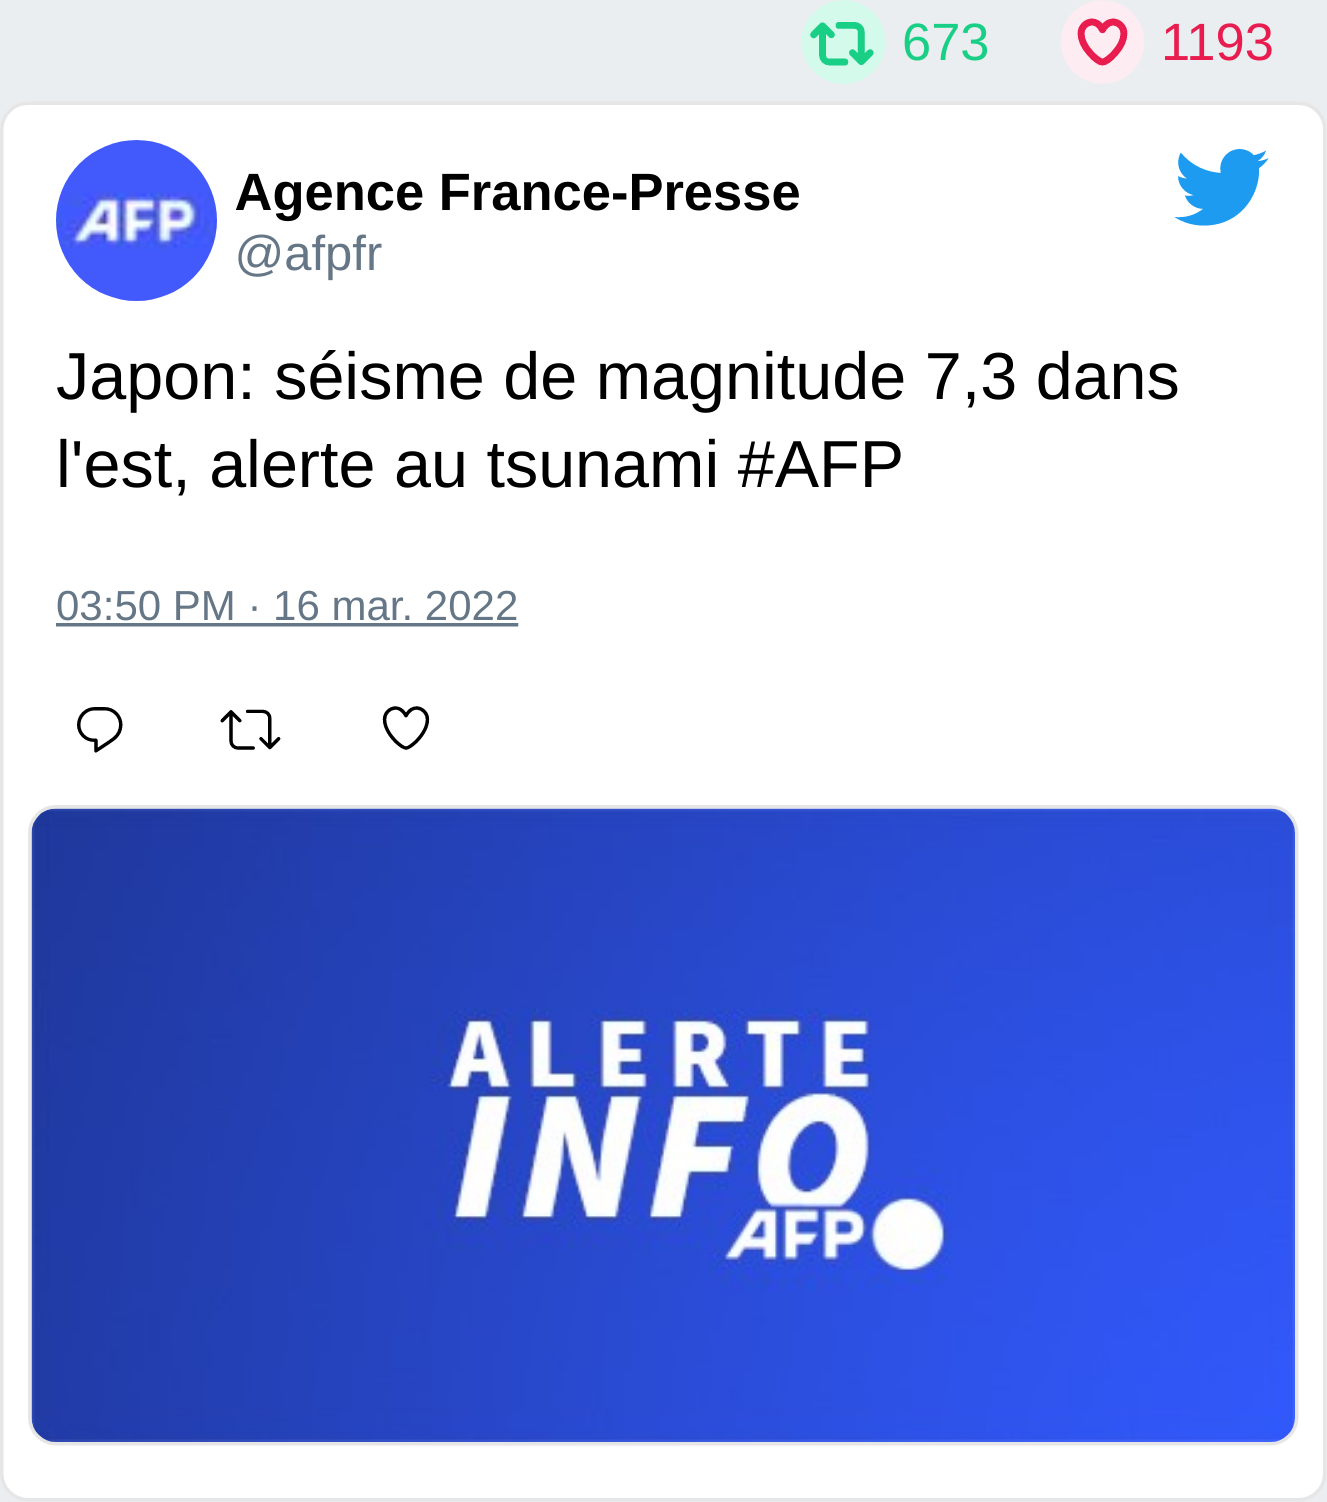 673 1193
AFP
Agence France-Presse
@afpfr
Japon: séisme de magnitude 7,3 dans
l'est, alerte au tsunami #AFP
03:50 PM · 16 mar. 2022
ALERTE
INFO
AFP